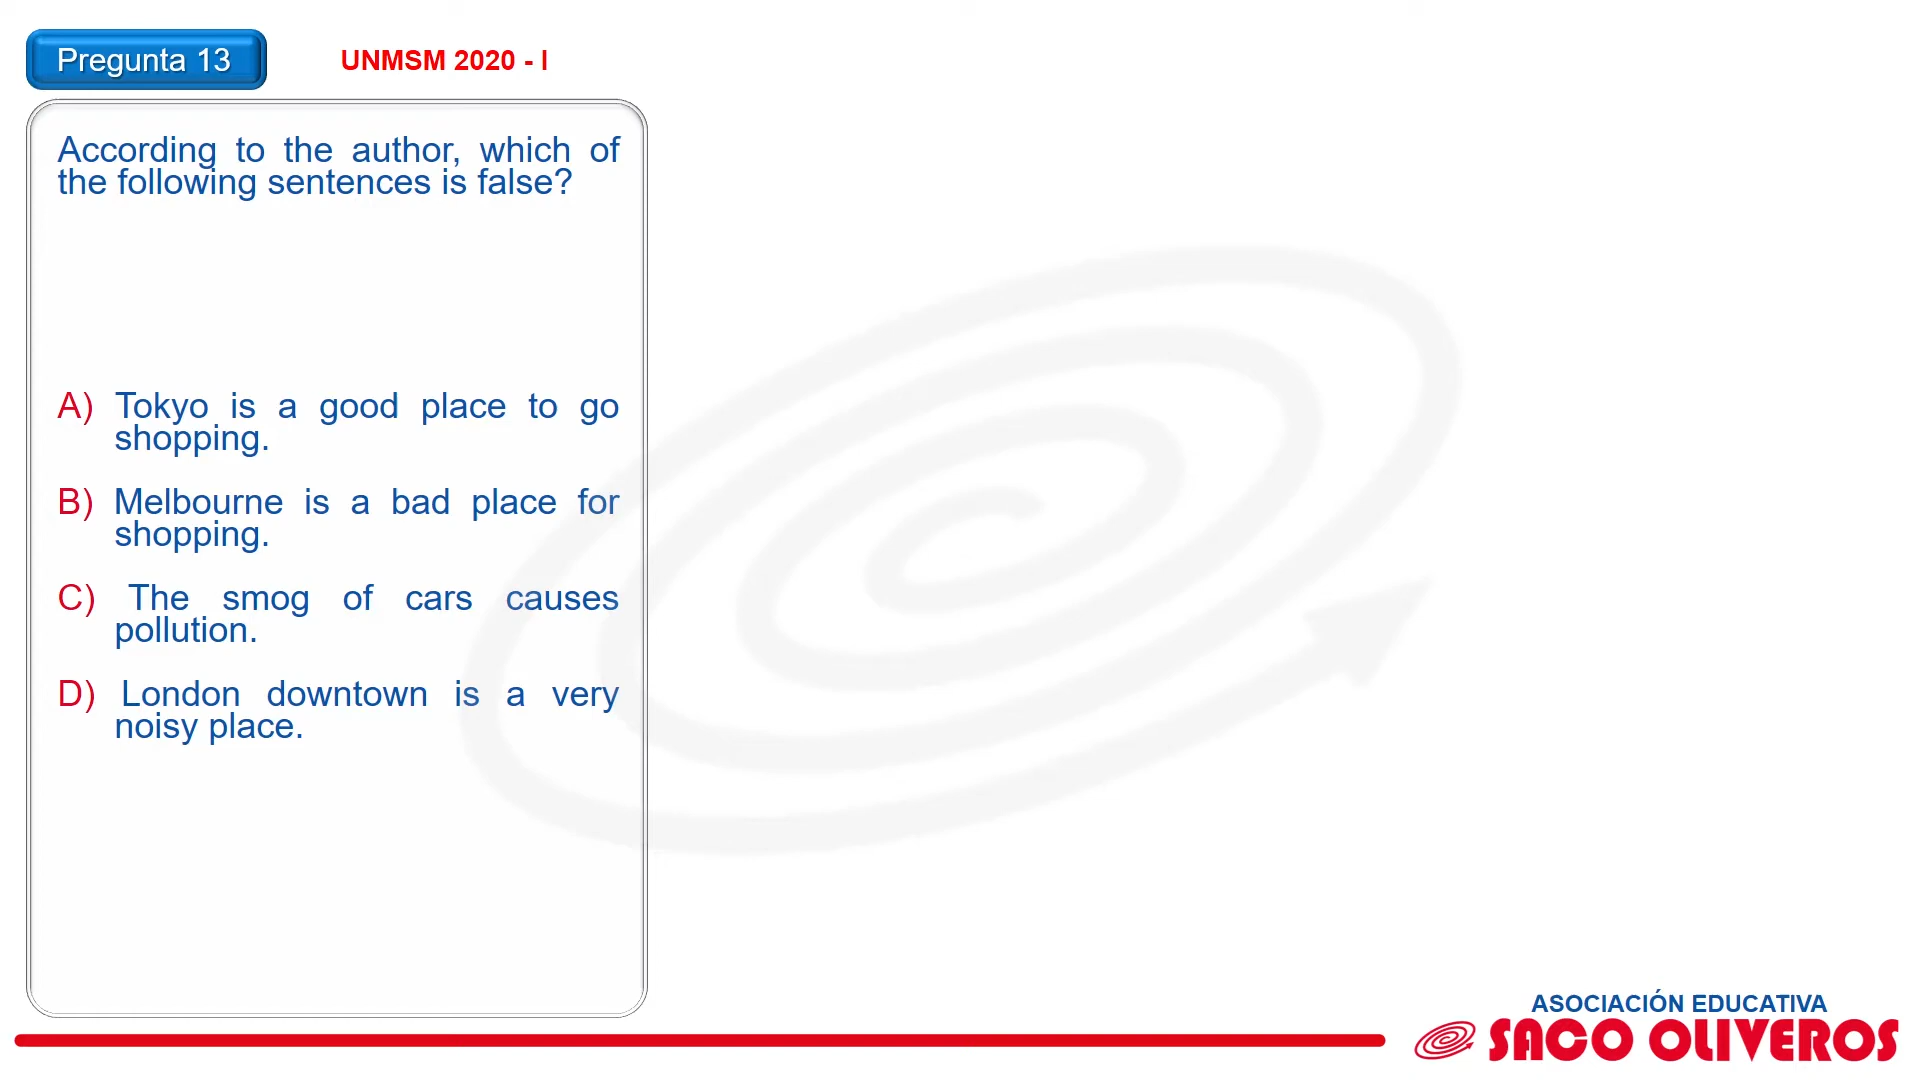 Pregunta 13
UNMSM 2020 - I
According to the author, which of
the following sentences is false?
A) Tokyo is a good place to go
shopping.
B) Melbourne is a bad place for
shopping.
C) The smog of cars causes
pollution.
D) London downtown is a very
noisy place.
ASOCIACIÓN EDUCATIVA
SACO OLIVEROS